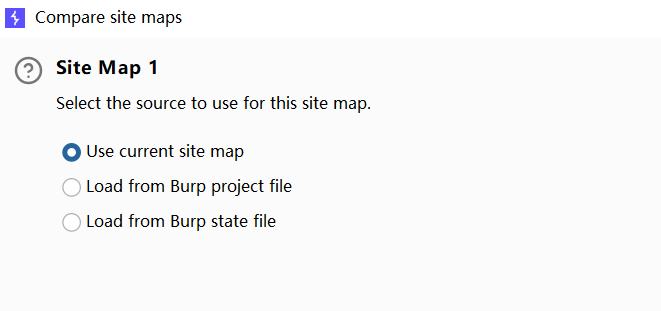 Compare site maps
Site Map 1
Select the source to use for this site map.
Use current site map
Load from Burp project file
Load from Burp state file